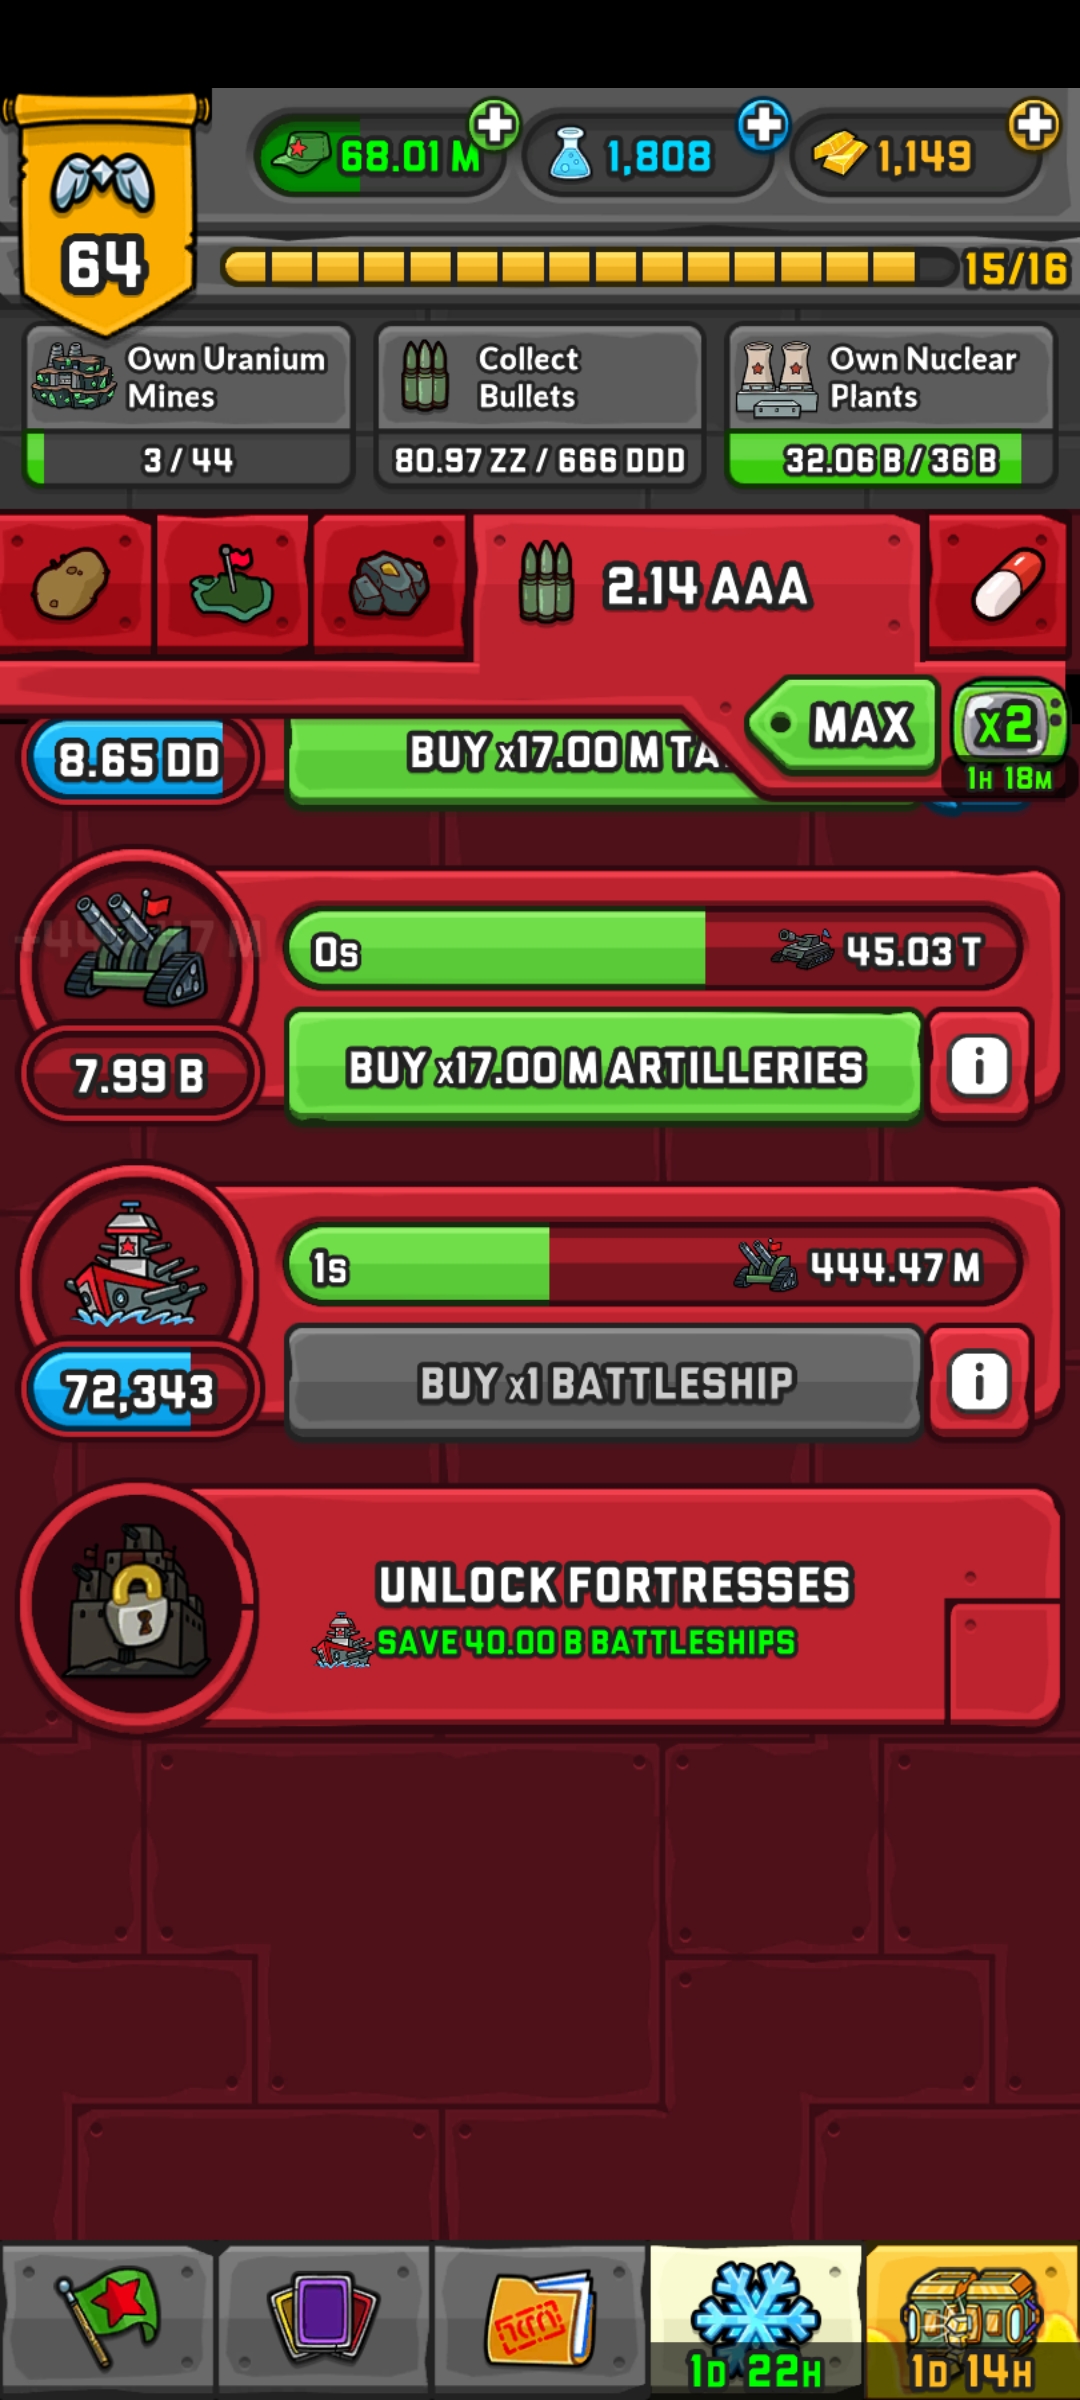 68.01 M
1,808
1,149
64
15/16
Own Uranium
Mines
3 / 44
Collect
Bullets
80.97 ZZ / 666 DDD
Own Nuclear
Plants
32.06 B / 36 B
2.14 AAA
MAX
x2
1H 18M
8.65 DD
BUY x17.00 M TA
0s
45.03 T
7.99 B
BUY x17.00 M ARTILLERIES
i
1s
444.47 M
72,343
BUY x1 BATTLESHIP
i
UNLOCK FORTRESSES
SAVE 40.00 B BATTLESHIPS
1D 22H
1D 14H